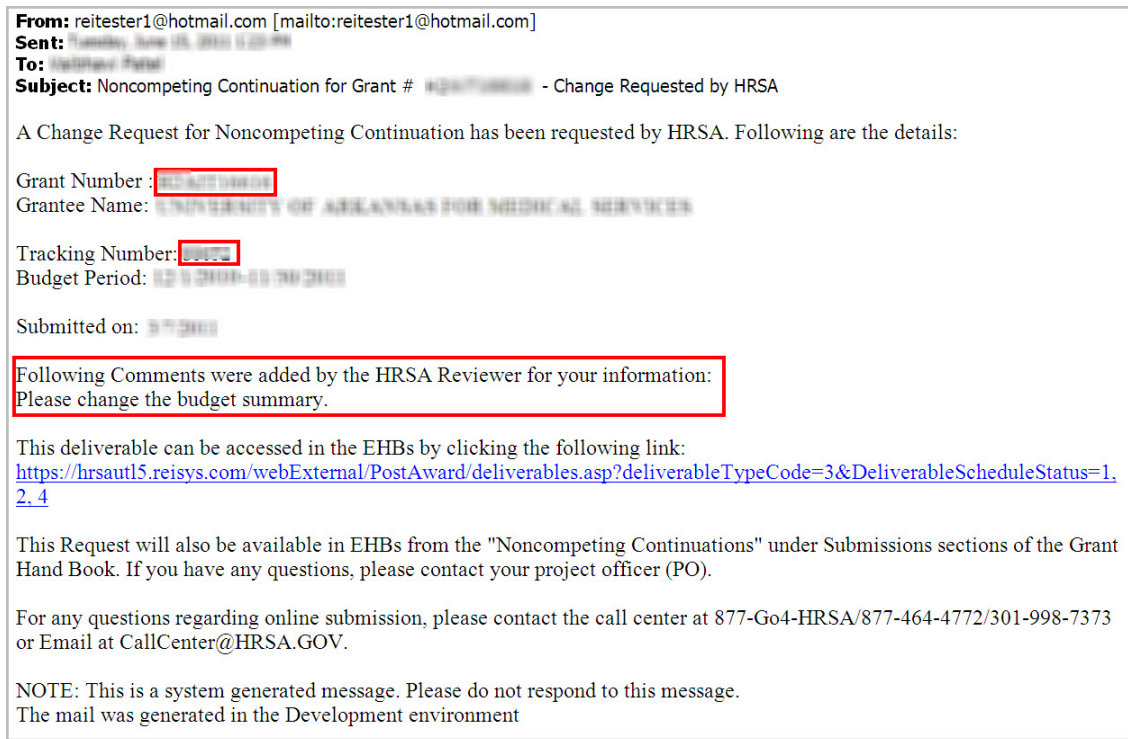 From: reitester1@hotmail.com [mailto:reitester1@hotmail.com]
Sent:
To:
Subject: Noncompeting Continuation for Grant # - Change Requested by HRSA
A Change Request for Noncompeting Continuation has been requested by HRSA. Following are the details:
Grant Number :
Grantee Name:
Tracking Number:
Budget Period:
Submitted on:
Following Comments were added by the HRSA Reviewer for your information:
Please change the budget summary.
This deliverable can be accessed in the EHBs by clicking the following link:
https://hrsautl5.reisys.com/webExternal/PostAward/deliverables.asp?deliverableTypeCode=3&DeliverableScheduleStatus=1,
2, 4
This Request will also be available in EHBs from the "Noncompeting Continuations" under Submissions sections of the Grant
Hand Book. If you have any questions, please contact your project officer (PO).
For any questions regarding online submission, please contact the call center at 877-Go4-HRSA/877-464-4772/301-998-7373
or Email at CallCenter@HRSA.GOV.
NOTE: This is a system generated message. Please do not respond to this message.
The mail was generated in the Development environment